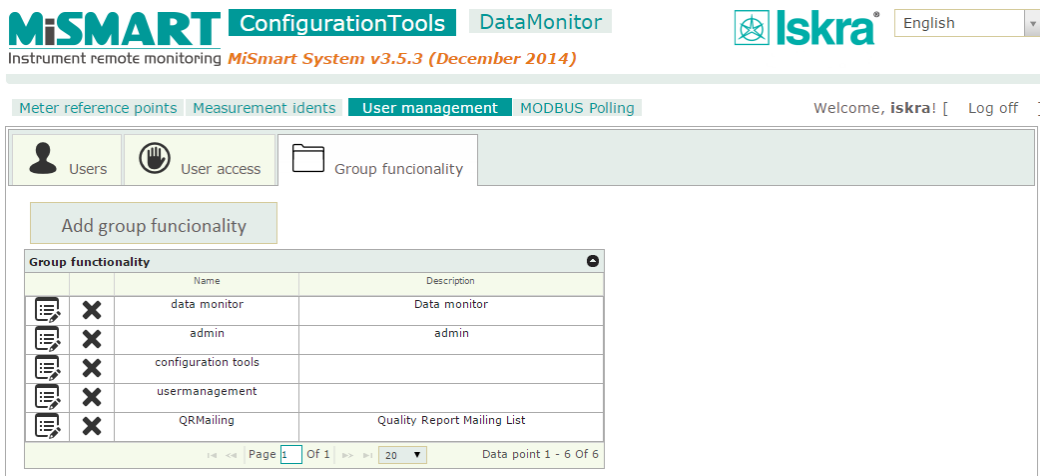 MiSMART ConfigurationTools DataMonitor Iskra® English
Instrument remote monitoring MiSmart System v3.5.3 (December 2014)
Meter reference points Measurement idents User management MODBUS Polling Welcome, iskra! [ Log off ]
Users User access Group funcionality
Add group funcionality
Group functionality
Name Description
data monitor Data monitor
admin admin
configuration tools
usermanagement
QRMailing Quality Report Mailing List
Page 1 Of 1 20 Data point 1 - 6 Of 6